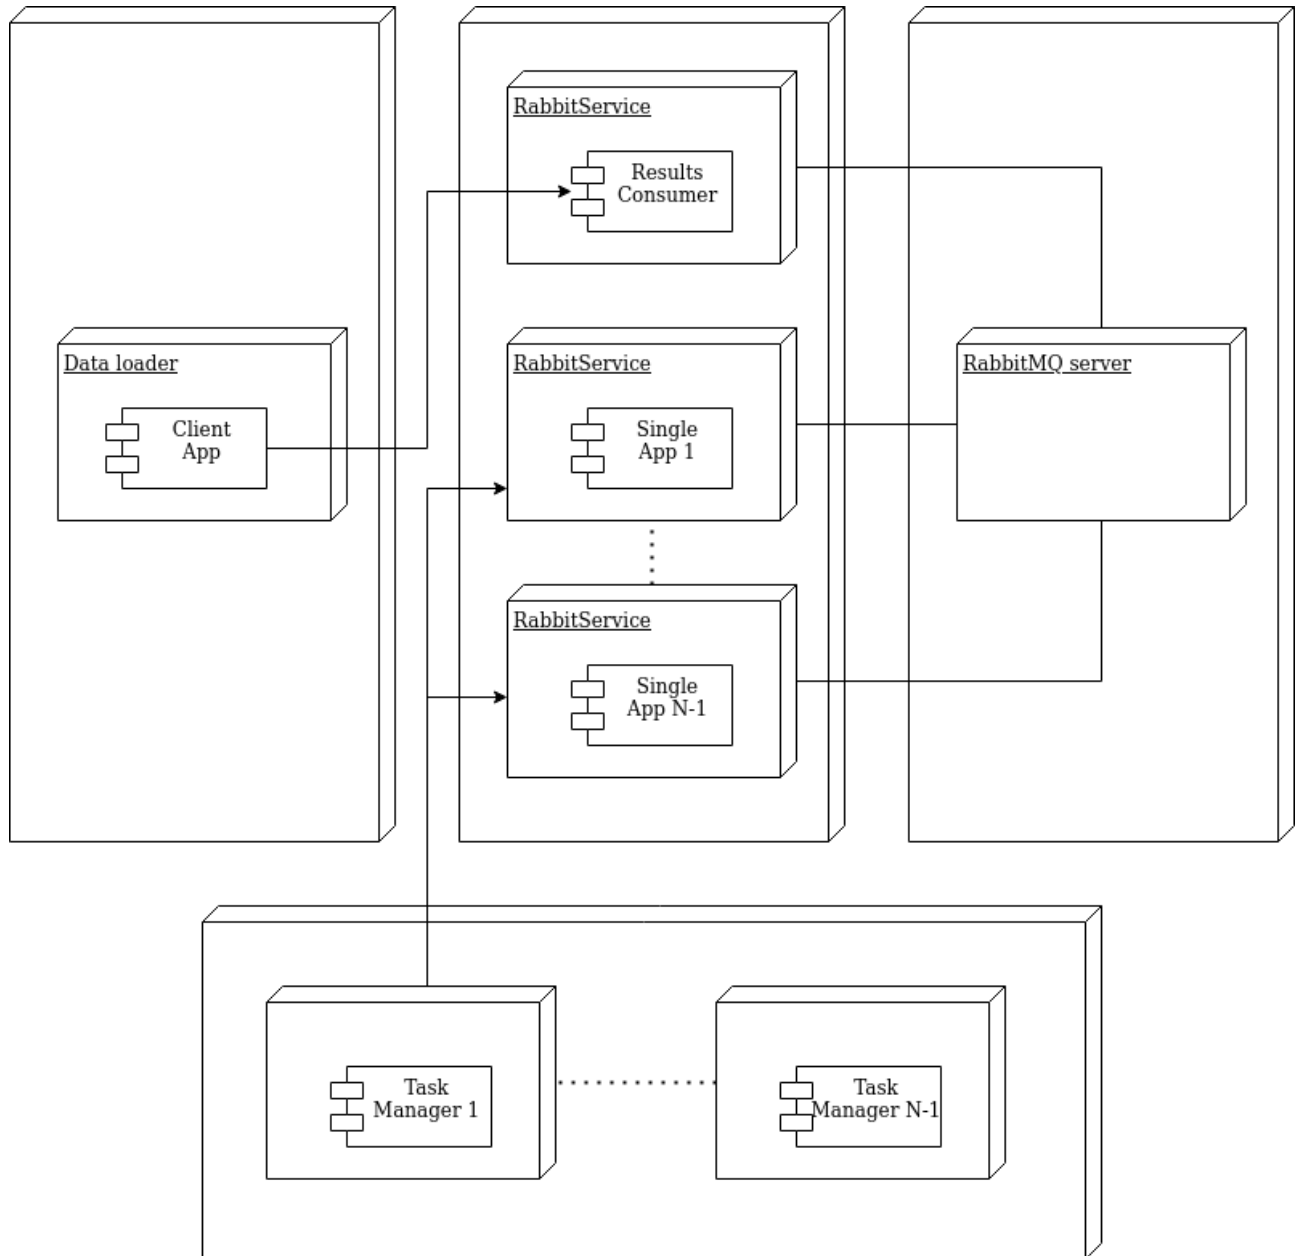 RabbitService
Results
Consumer
Data loader
Client
App
RabbitService
Single
App 1
RabbitMQ server
RabbitService
Single
App N-1
Task
Manager 1
Task
Manager N-1